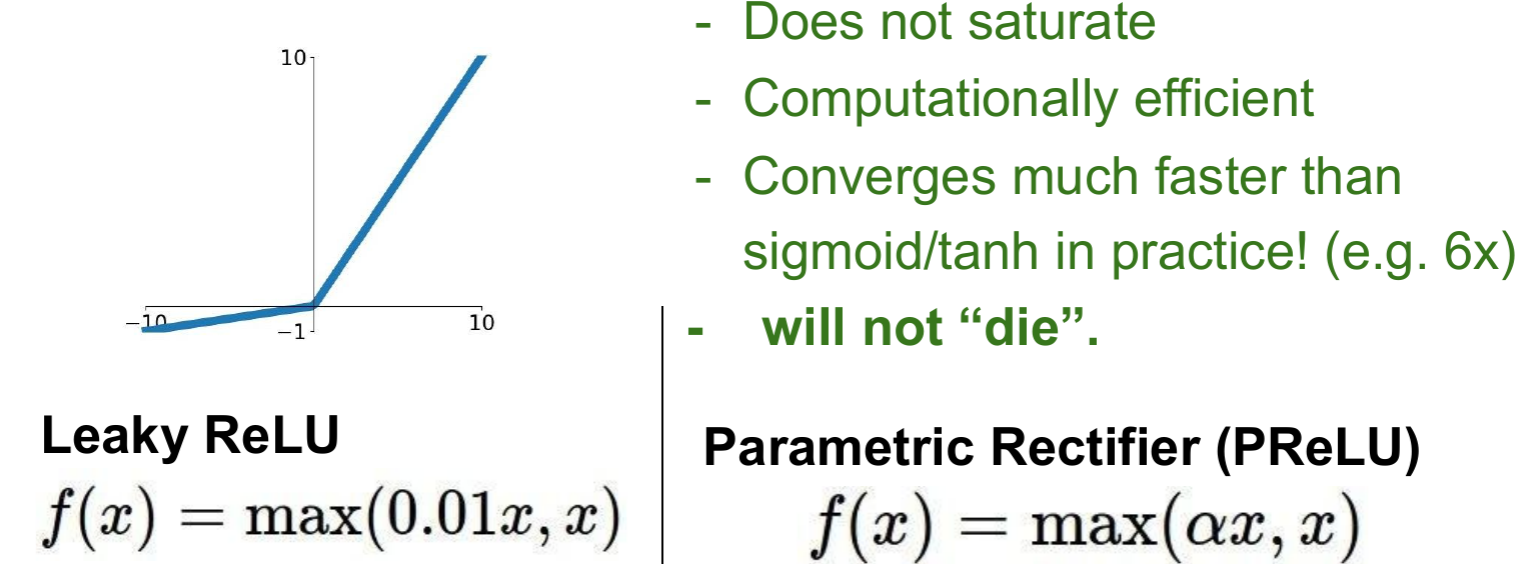 10
−10
−1
10
- Does not saturate
- Computationally efficient
- Converges much faster than
sigmoid/tanh in practice! (e.g. 6x)
- will not “die”.
Leaky ReLU
f(x) = max(0.01x, x)
Parametric Rectifier (PReLU)
f(x) = max(αx, x)